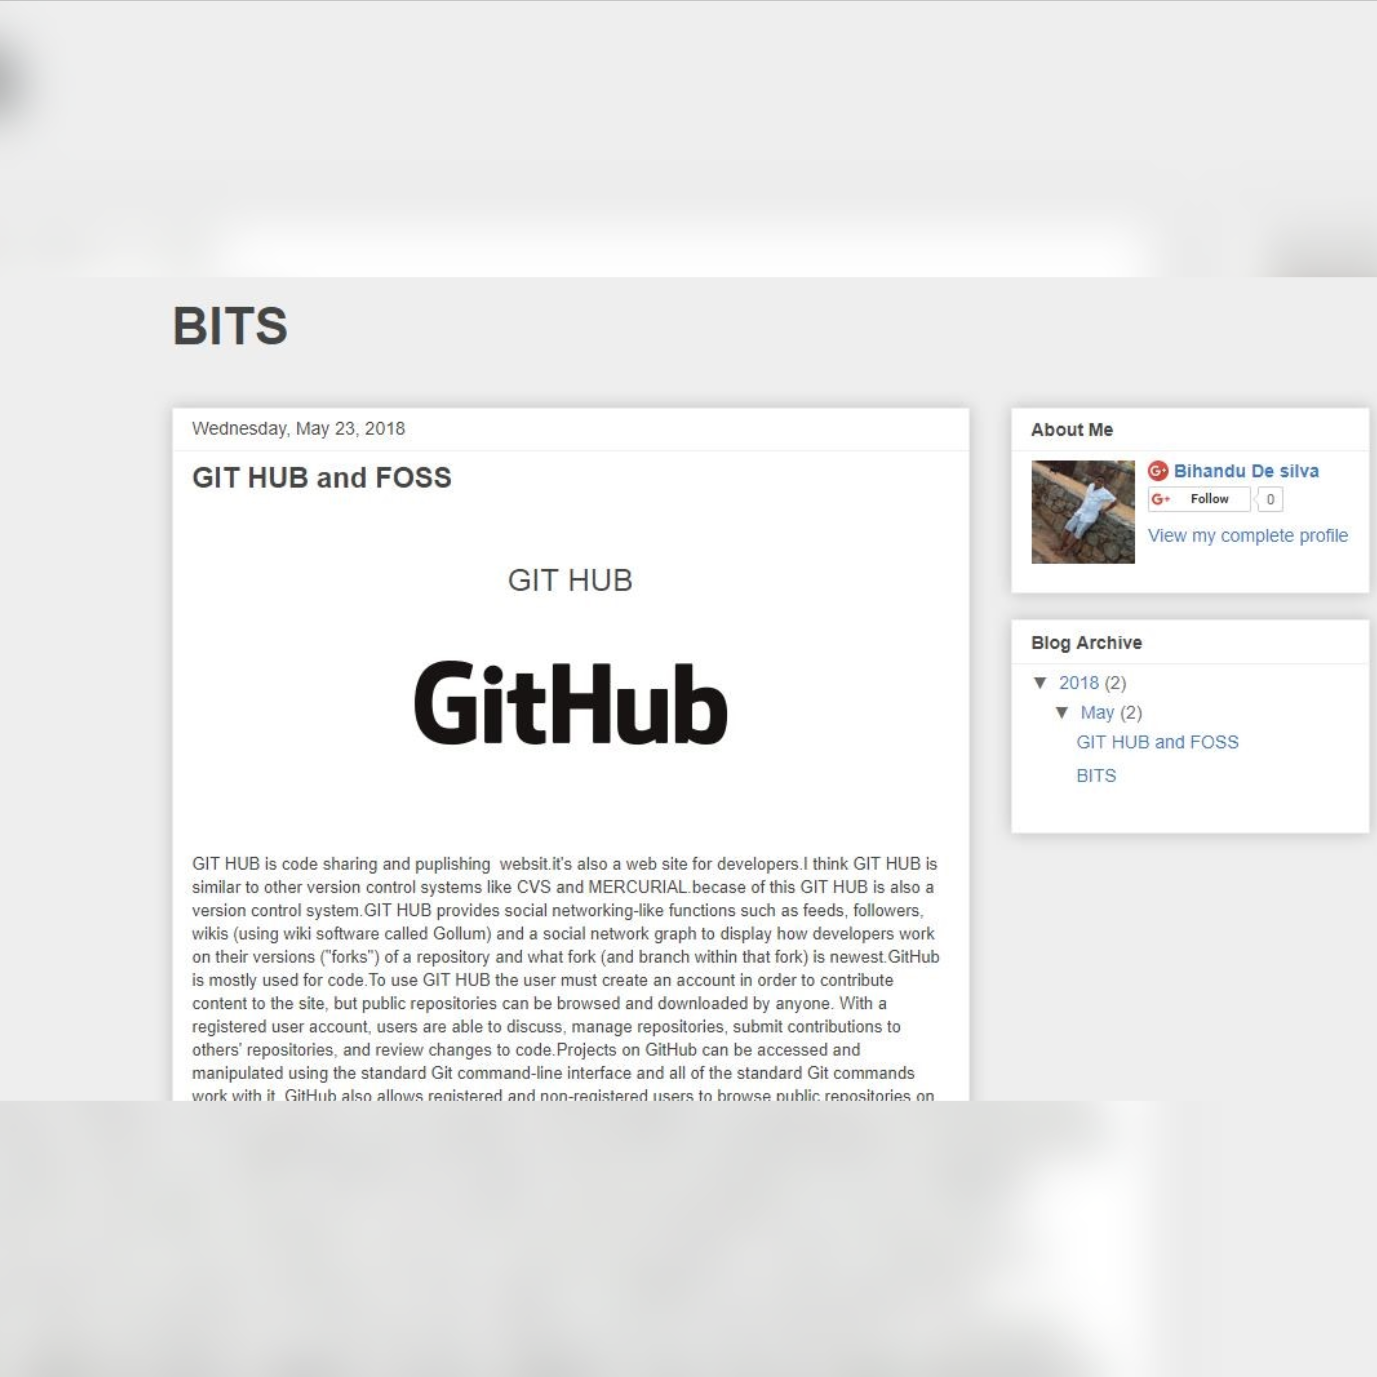 BITS
Wednesday, May 23, 2018
GIT HUB and FOSS
GIT HUB
GitHub
GIT HUB is code sharing and puplishing  websit.it's also a web site for developers.I think GIT HUB is
similar to other version control systems like CVS and MERCURIAL.becase of this GIT HUB is also a
version control system.GIT HUB provides social networking-like functions such as feeds, followers,
wikis (using wiki software called Gollum) and a social network graph to display how developers work
on their versions ("forks") of a repository and what fork (and branch within that fork) is newest.GitHub
is mostly used for code.To use GIT HUB the user must create an account in order to contribute
content to the site, but public repositories can be browsed and downloaded by anyone. With a
registered user account, users are able to discuss, manage repositories, submit contributions to
others' repositories, and review changes to code.Projects on GitHub can be accessed and
manipulated using the standard Git command-line interface and all of the standard Git commands
work with it. GitHub also allows registered and non-registered users to browse public repositories on
About Me
G+ Bihandu De silva
G+ Follow 0
View my complete profile
Blog Archive
▼ 2018 (2)
▼ May (2)
GIT HUB and FOSS
BITS